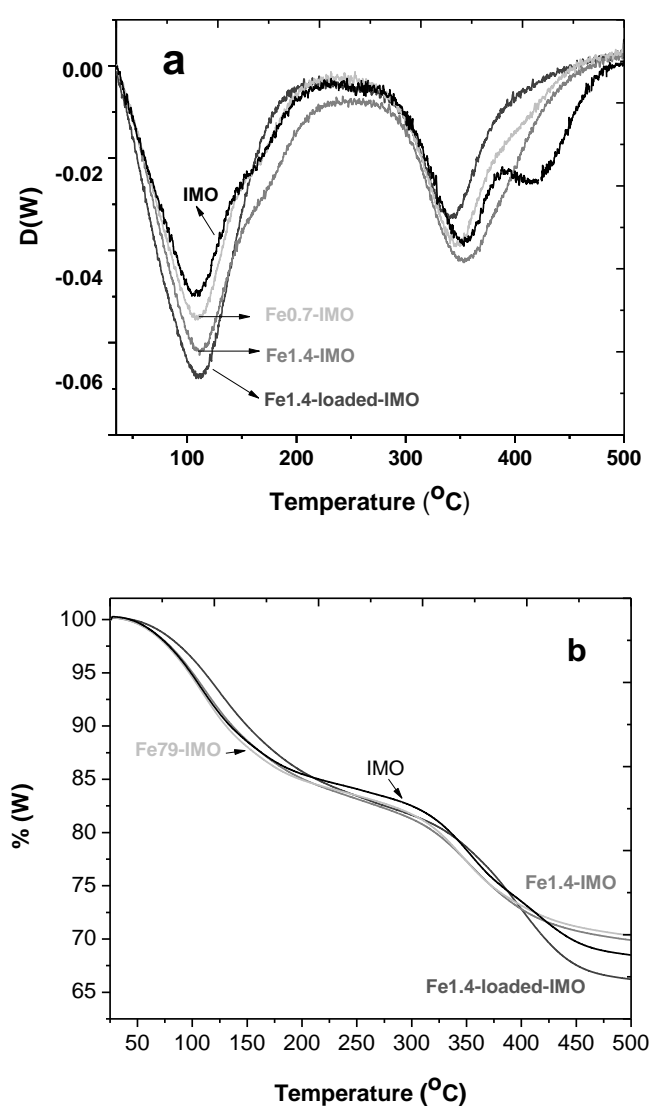 a
0.00
-0.02
-0.04
-0.06
D(W)
IMO
Fe0.7-IMO
Fe1.4-IMO
Fe1.4-loaded-IMO
100 200 300 400 500
Temperature (°C)
b
100
95
90
85
80
75
70
65
% (W)
Fe79-IMO
IMO
Fe1.4-IMO
Fe1.4-loaded-IMO
50 100 150 200 250 300 350 400 450 500
Temperature (°C)